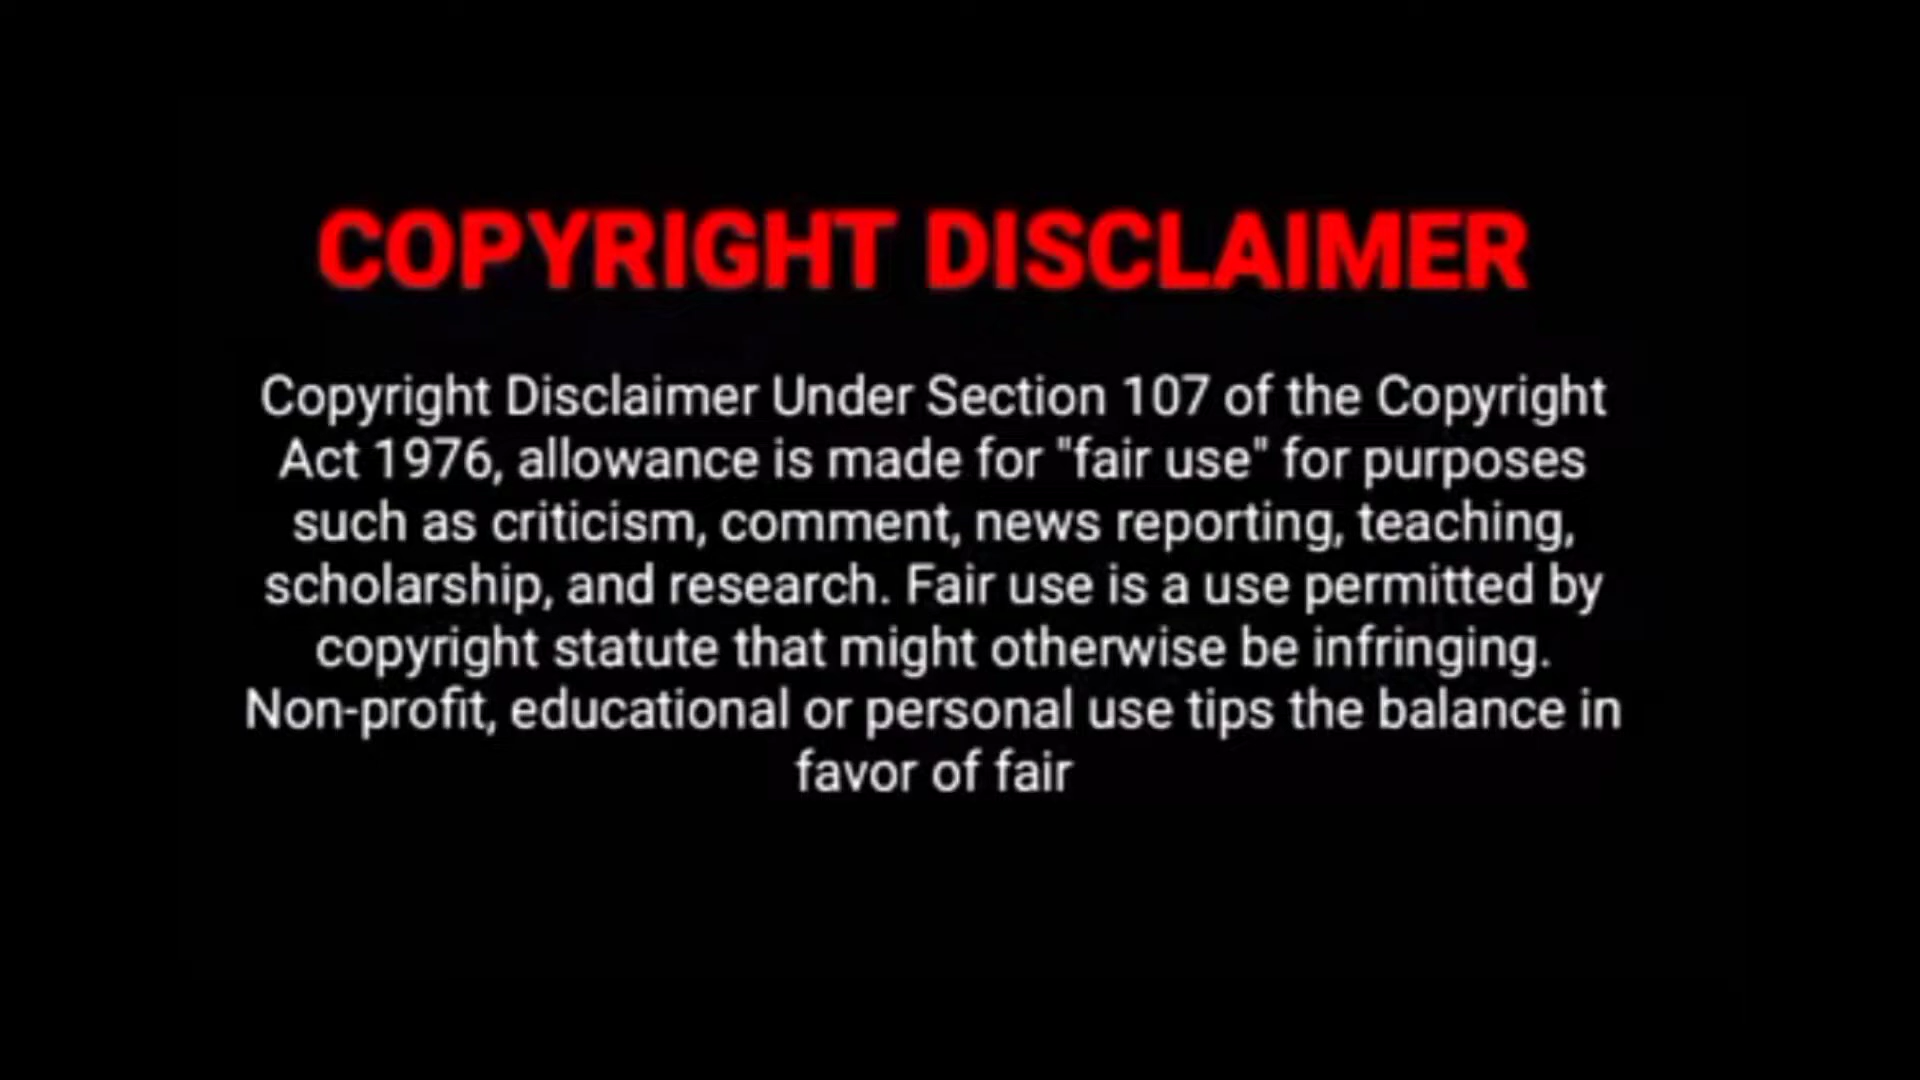 COPYRIGHT DISCLAIMER
Copyright Disclaimer Under Section 107 of the Copyright
Act 1976, allowance is made for "fair use" for purposes
such as criticism, comment, news reporting, teaching,
scholarship, and research. Fair use is a use permitted by
copyright statute that might otherwise be infringing.
Non-profit, educational or personal use tips the balance in
favor of fair